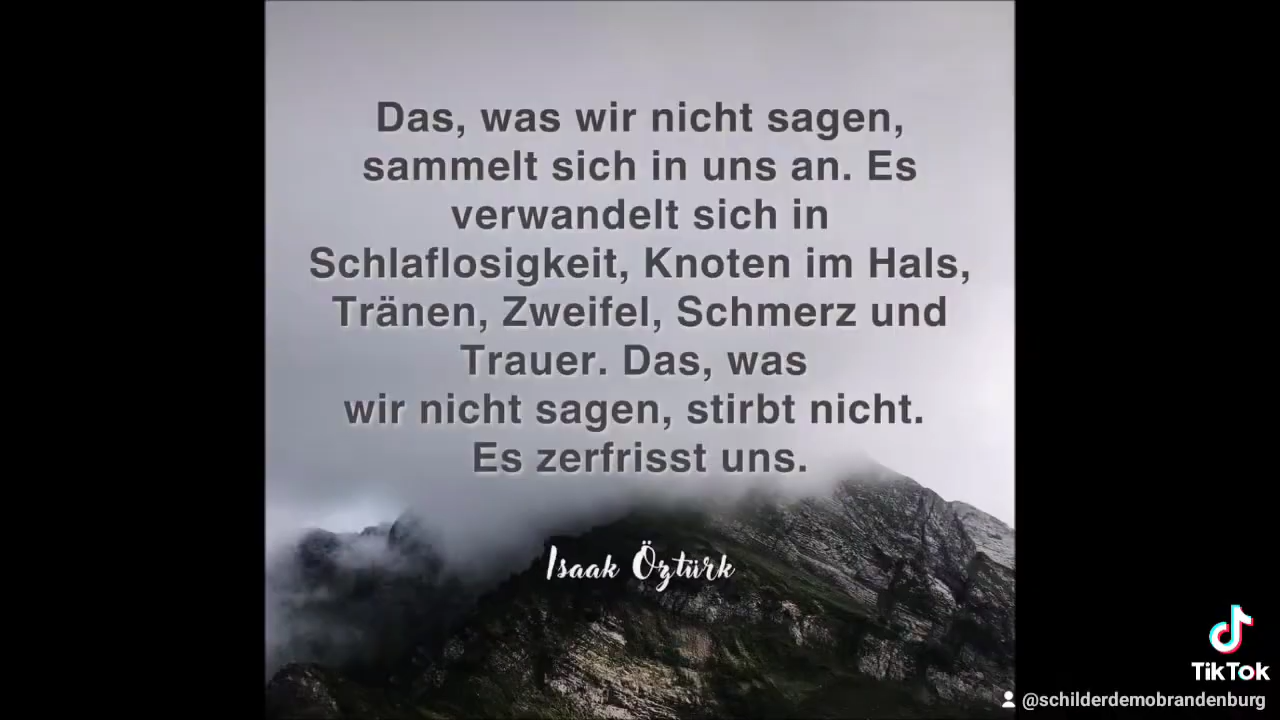 Das, was wir nicht sagen,
sammelt sich in uns an. Es
verwandelt sich in
Schlaflosigkeit, Knoten im Hals,
Tränen, Zweifel, Schmerz und
Trauer. Das, was
wir nicht sagen, stirbt nicht.
Es zerfrisst uns.
Isaak Öztürk
TikTok
@schilderdemobrandenburg